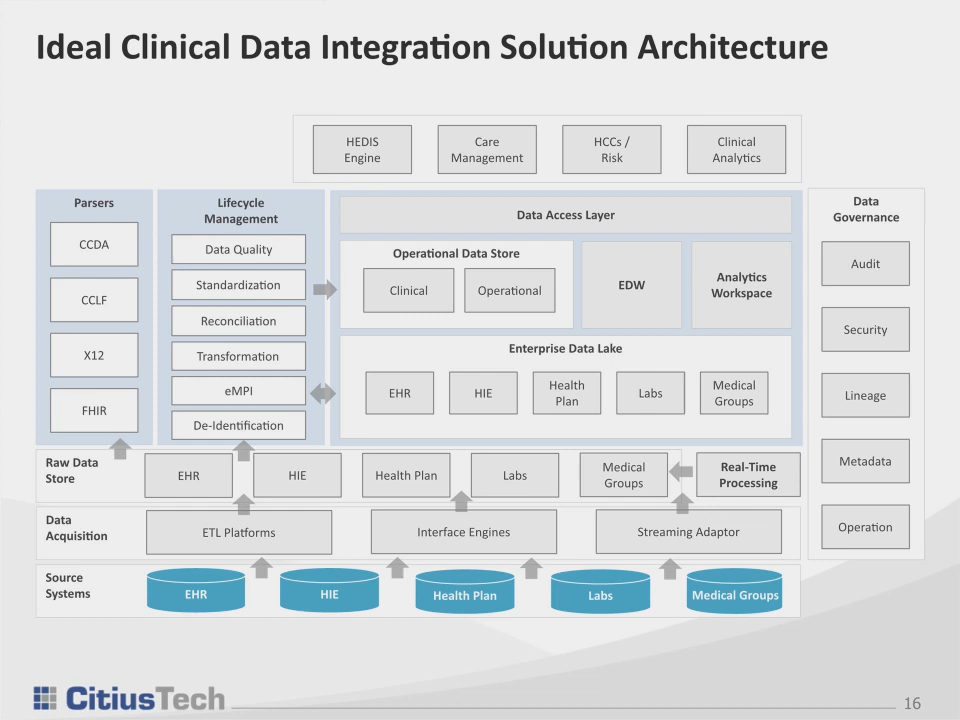 Ideal Clinical Data Integration Solution Architecture
HEDIS
Engine
Care
Management
HCCs /
Risk
Clinical
Analytics
Parsers
CCDA
CCLF
X12
FHIR
Lifecycle
Management
Data Quality
Standardization
Reconciliation
Transformation
eMPI
De-Identification
Data Access Layer
Operational Data Store
Clinical
Operational
EDW
Analytics
Workspace
Enterprise Data Lake
EHR
HIE
Health
Plan
Labs
Medical
Groups
Data
Governance
Audit
Security
Lineage
Metadata
Operation
Raw Data
Store
EHR
HIE
Health Plan
Labs
Medical
Groups
Real-Time
Processing
Data
Acquisition
ETL Platforms
Interface Engines
Streaming Adaptor
Source
Systems
EHR
HIE
Health Plan
Labs
Medical Groups
CitiusTech
16